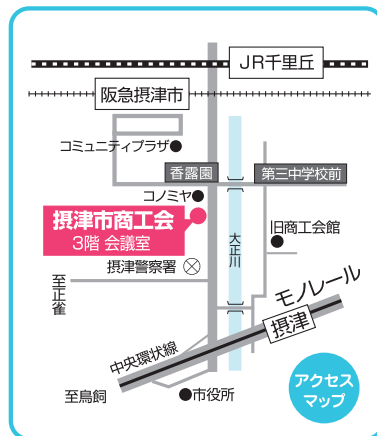 JR千里丘
阪急摂津市
コミュニティプラザ
香露園
第三中学校前
コノミヤ
摂津市商工会
3階 会議室
旧商工会館
大正川
摂津警察署
至正雀
モノレール
摂津
中央環状線
至鳥飼
市役所
アクセス
マップ